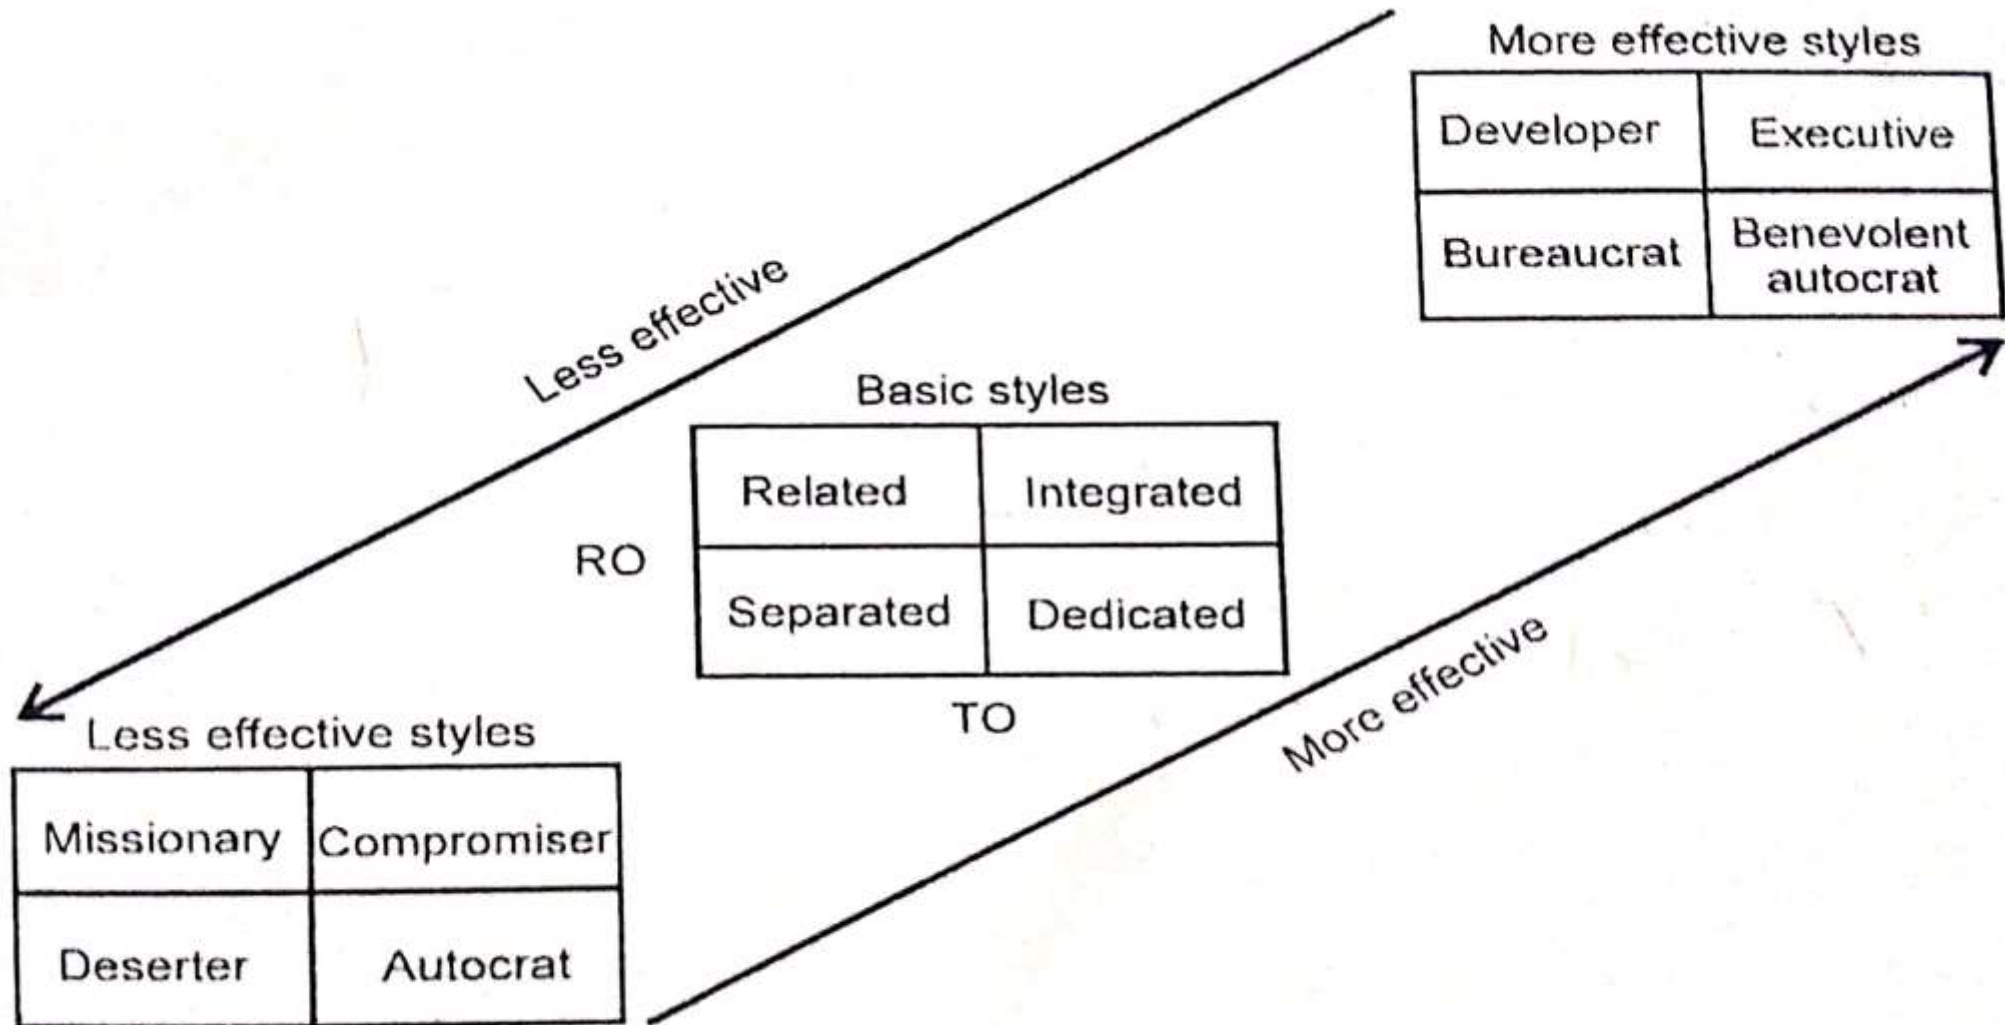 More effective styles
Developer
Executive
Bureaucrat
Benevolent
autocrat
Less effective
Basic styles
Related
Integrated
RO
Separated
Dedicated
TO
More effective
Less effective styles
Missionary
Compromiser
Deserter
Autocrat